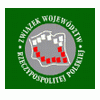 ZWIĄZEK WOJEWÓDZTW
RZECZYPOSPOLITEJ POLSKIEJ